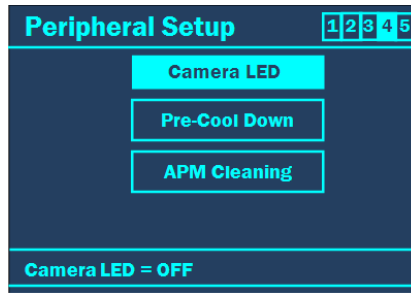 Peripheral Setup 1 2 3 4 5
Camera LED
Pre-Cool Down
APM Cleaning
Camera LED = OFF